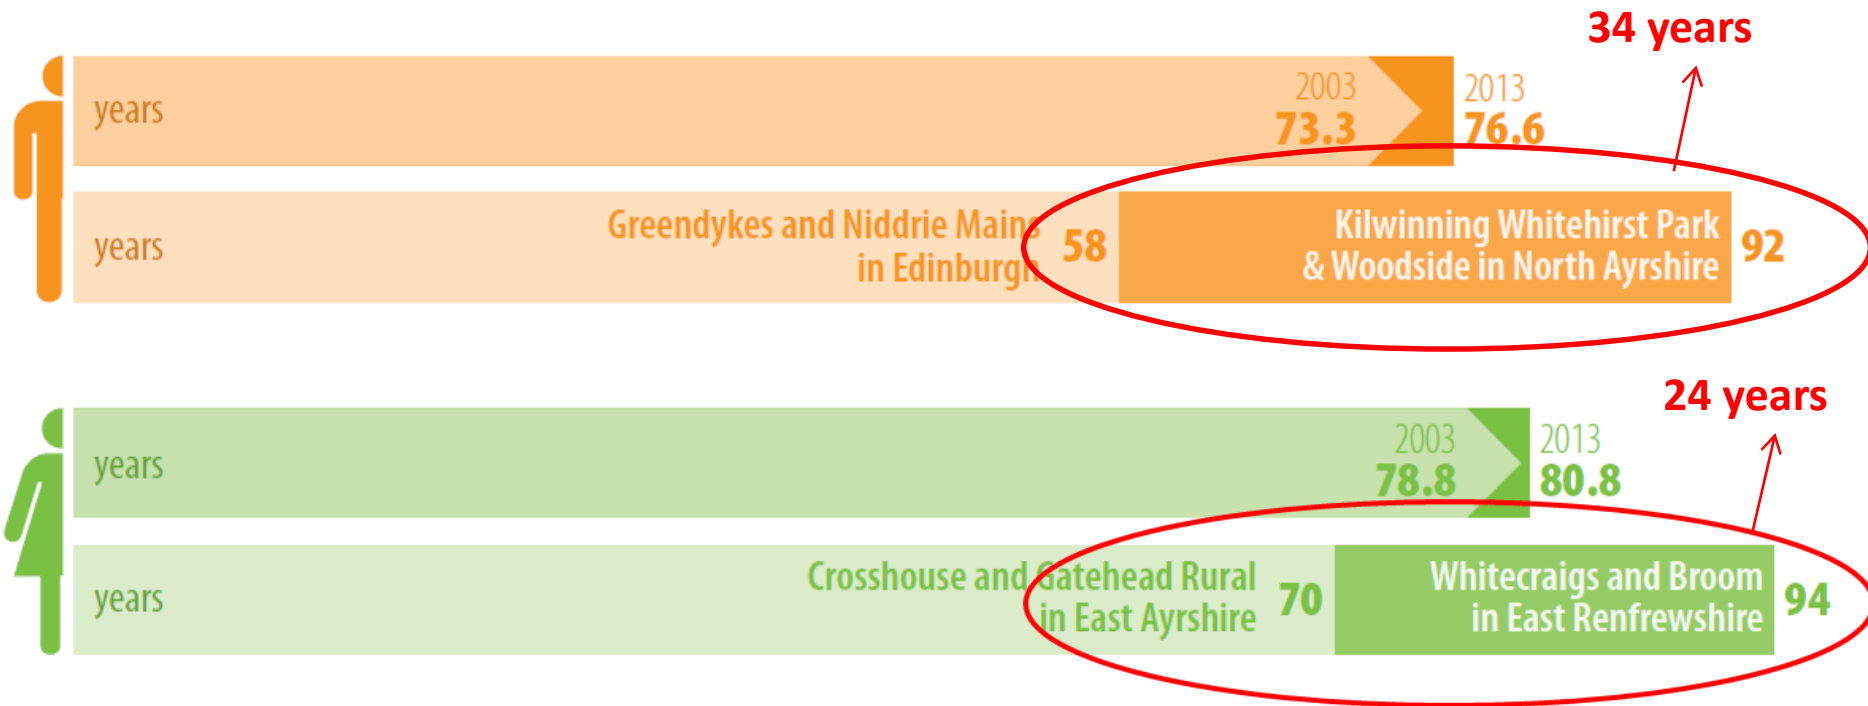 34 years
years
2003
73.3
2013
76.6
years
Greendykes and Niddrie Mains
in Edinburgh
58
Kilwinning Whitehirst Park
& Woodside in North Ayrshire
92
24 years
years
2003
78.8
2013
80.8
years
Crosshouse and Gatehead Rural
in East Ayrshire
70
Whitecraigs and Broom
in East Renfrewshire
94